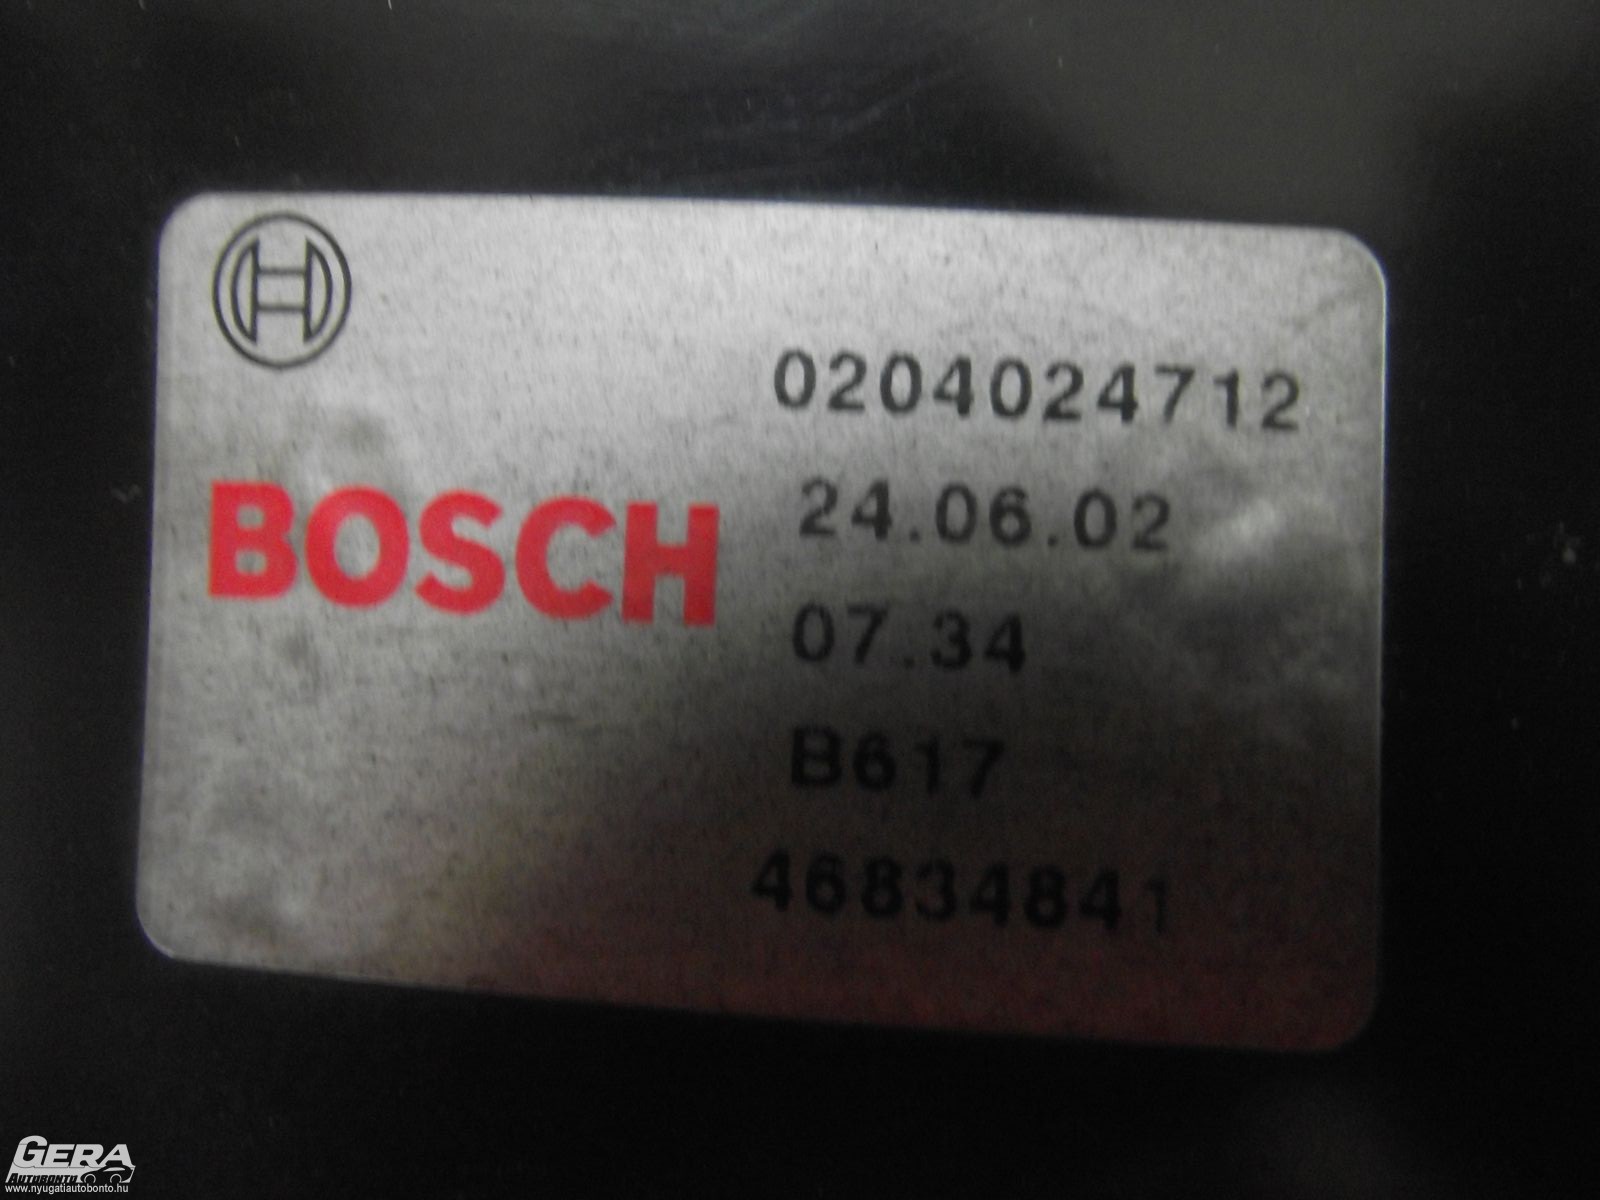 0204024712
24.06.02
BOSCH
07.34
B617
46834841
GERA
AUTOBONTÓ
www.nyugatiautobonto.hu